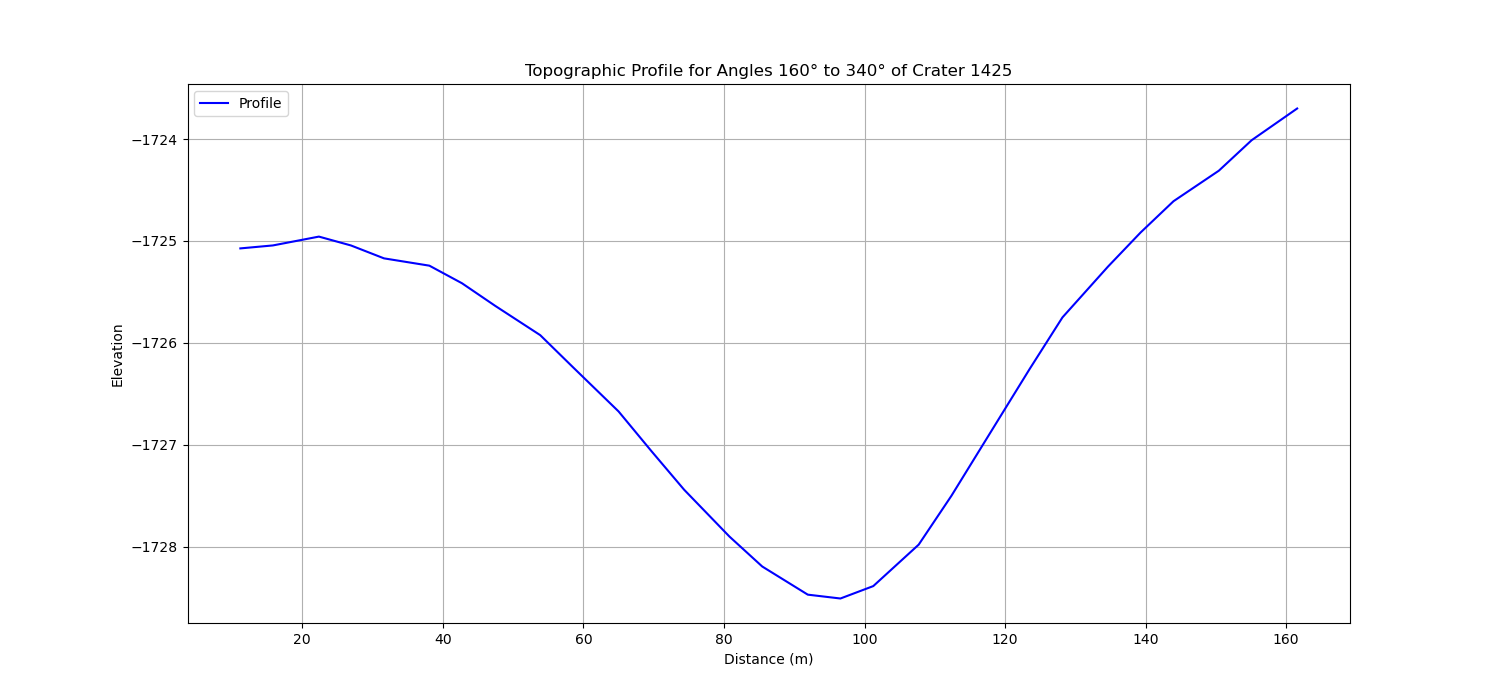 Topographic Profile for Angles 160° to 340° of Crater 1425
Profile
−1724
−1725
−1726
−1727
−1728
Elevation
20 40 60 80 100 120 140 160
Distance (m)